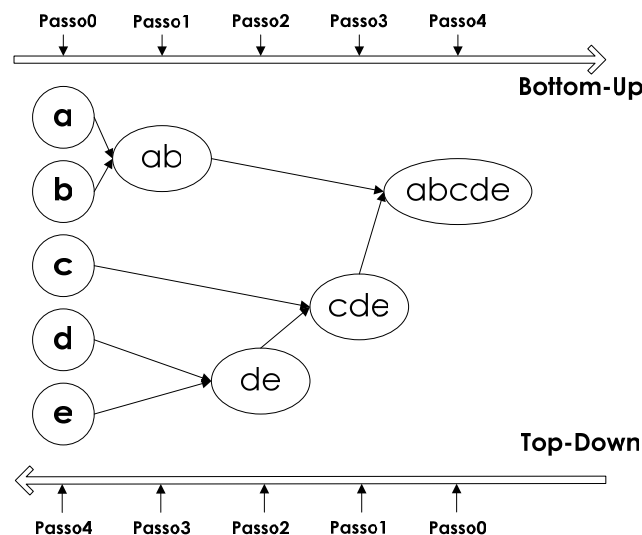 Passo0 Passo1 Passo2 Passo3 Passo4
Bottom-Up
a
ab
b
abcde
c
cde
d
de
e
Top-Down
Passo4 Passo3 Passo2 Passo1 Passo0